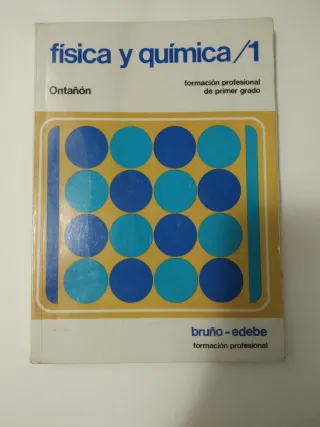 física y química/1
Ontañón
formación profesional
de primer grado
bruño-edebe
formación profesional